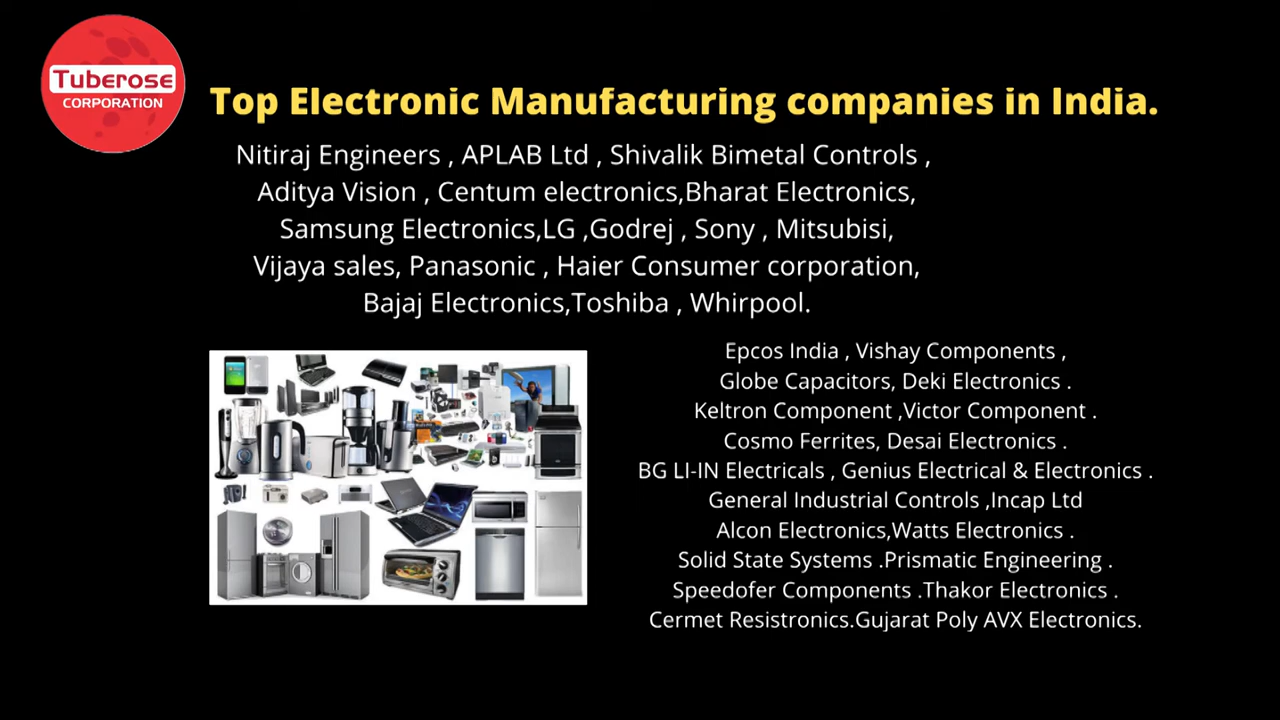 Tuberose
CORPORATION
Top Electronic Manufacturing companies in India.
Nitiraj Engineers , APLAB Ltd , Shivalik Bimetal Controls ,
Aditya Vision , Centum electronics,Bharat Electronics,
Samsung Electronics,LG ,Godrej , Sony , Mitsubisi,
Vijaya sales, Panasonic , Haier Consumer corporation,
Bajaj Electronics,Toshiba , Whirpool.
Epcos India , Vishay Components ,
Globe Capacitors, Deki Electronics .
Keltron Component ,Victor Component .
Cosmo Ferrites, Desai Electronics .
BG LI-IN Electricals , Genius Electrical & Electronics .
General Industrial Controls ,Incap Ltd
Alcon Electronics,Watts Electronics .
Solid State Systems .Prismatic Engineering .
Speedofer Components .Thakor Electronics .
Cermet Resistronics.Gujarat Poly AVX Electronics.